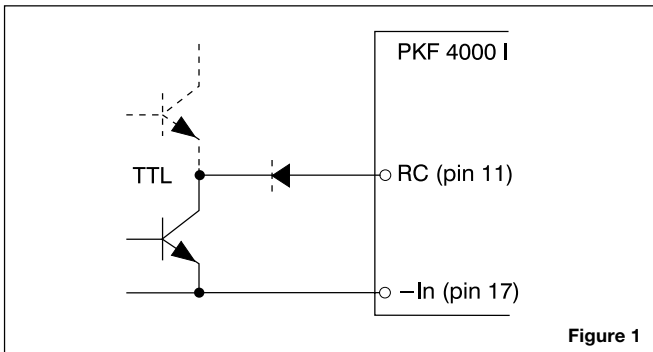 PKF 4000 I
TTL
RC (pin 11)
–In (pin 17)
Figure 1